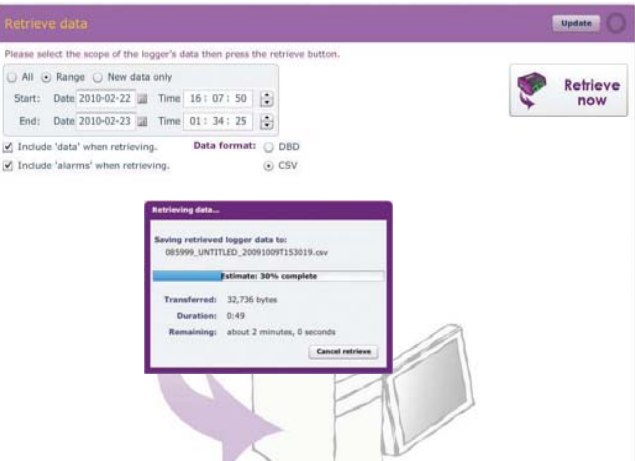 Retrieve data
Update
Please select the scope of the logger's data then press the retrieve button.
All Range New data only
Start: Date 2010-02-22 Time 16 : 07 : 50
End: Date 2010-02-23 Time 01 : 34 : 25
Include 'data' when retrieving. Data format: DBD
Include 'alarms' when retrieving. CSV
Retrieve
now
Retrieving data...
Saving retrieved logger data to:
085999_UNTITLED_20091009T153019.csv
Estimate: 30% complete
Transferred: 32,736 bytes
Duration: 0:49
Remaining: about 2 minutes, 0 seconds
Cancel retrieve